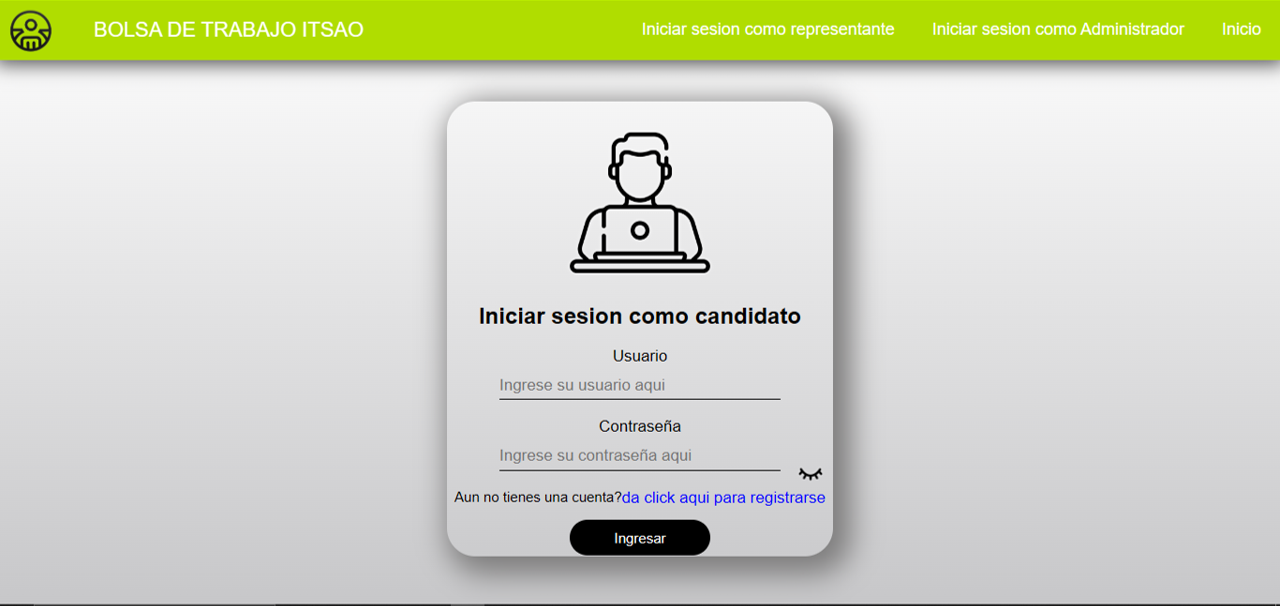 BOLSA DE TRABAJO ITSAO
Iniciar sesion como representante
Iniciar sesion como Administrador
Inicio
Iniciar sesion como candidato
Usuario
Ingrese su usuario aqui
Contraseña
Ingrese su contraseña aqui
Aun no tienes una cuenta?da click aqui para registrarse
Ingresar